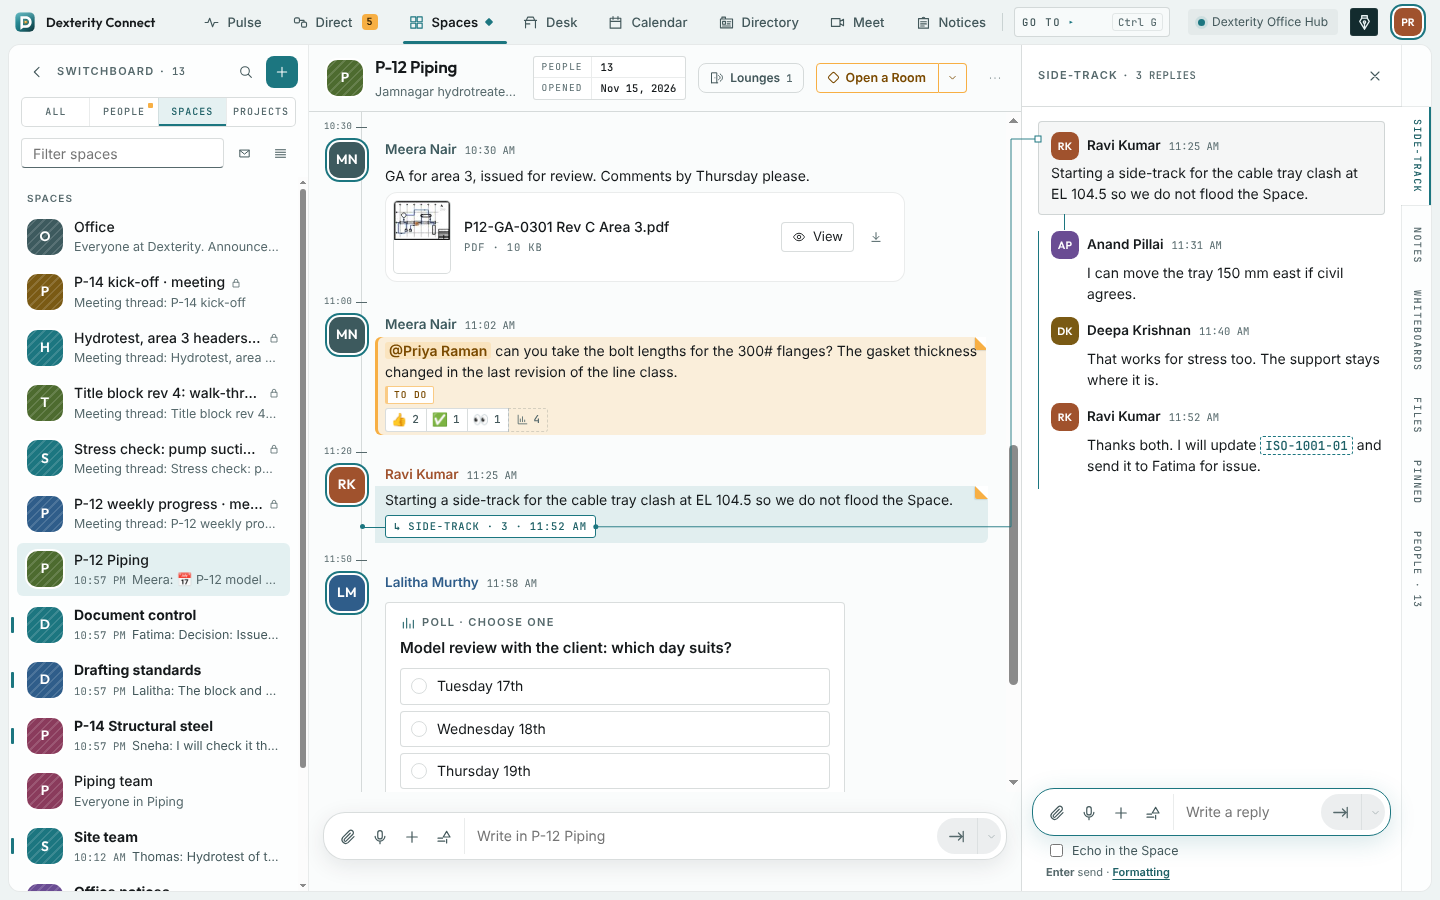 Dexterity Connect
Pulse
Direct 5
Spaces
Desk
Calendar
Directory
Meet
Notices
GO TO
Ctrl G
Dexterity Office Hub
PR
SWITCHBOARD · 13
ALL
PEOPLE
SPACES
PROJECTS
Filter spaces
SPACES
O
Office
Everyone at Dexterity. Announce...
P
P-14 kick-off · meeting
Meeting thread: P-14 kick-off
H
Hydrotest, area 3 headers...
Meeting thread: Hydrotest, area ...
T
Title block rev 4: walk-thr...
Meeting thread: Title block rev 4...
S
Stress check: pump sucti...
Meeting thread: Stress check: p...
P
P-12 weekly progress · me...
Meeting thread: P-12 weekly pro...
P
P-12 Piping
10:57 PM Meera: 📅 P-12 model ...
D
Document control
10:57 PM Fatima: Decision: Issue...
D
Drafting standards
10:57 PM Lalitha: The block and ...
P
P-14 Structural steel
10:57 PM Sneha: I will check it th...
P
Piping team
Everyone in Piping
S
Site team
10:12 AM Thomas: Hydrotest of t...
Office notices
P
P-12 Piping
Jamnagar hydrotreate...
PEOPLE 13
OPENED Nov 15, 2026
Lounges 1
Open a Room
10:30
MN
Meera Nair 10:30 AM
GA for area 3, issued for review. Comments by Thursday please.
P12-GA-0301 Rev C Area 3.pdf
PDF · 10 KB
View
11:00
MN
Meera Nair 11:02 AM
@Priya Raman can you take the bolt lengths for the 300# flanges? The gasket thickness
changed in the last revision of the line class.
TO DO
👍 2 ✅ 1 👀 1 4
11:20
RK
Ravi Kumar 11:25 AM
Starting a side-track for the cable tray clash at EL 104.5 so we do not flood the Space.
↳ SIDE-TRACK · 3 · 11:52 AM
11:50
LM
Lalitha Murthy 11:58 AM
POLL · CHOOSE ONE
Model review with the client: which day suits?
Tuesday 17th
Wednesday 18th
Thursday 19th
Write in P-12 Piping
SIDE-TRACK · 3 REPLIES
RK
Ravi Kumar 11:25 AM
Starting a side-track for the cable tray clash at
EL 104.5 so we do not flood the Space.
AP
Anand Pillai 11:31 AM
I can move the tray 150 mm east if civil
agrees.
DK
Deepa Krishnan 11:40 AM
That works for stress too. The support stays
where it is.
RK
Ravi Kumar 11:52 AM
Thanks both. I will update ISO-1001-01 and
send it to Fatima for issue.
Write a reply
Echo in the Space
Enter send · Formatting
SIDE-TRACK
NOTES
WHITEBOARDS
FILES
PINNED
PEOPLE · 13